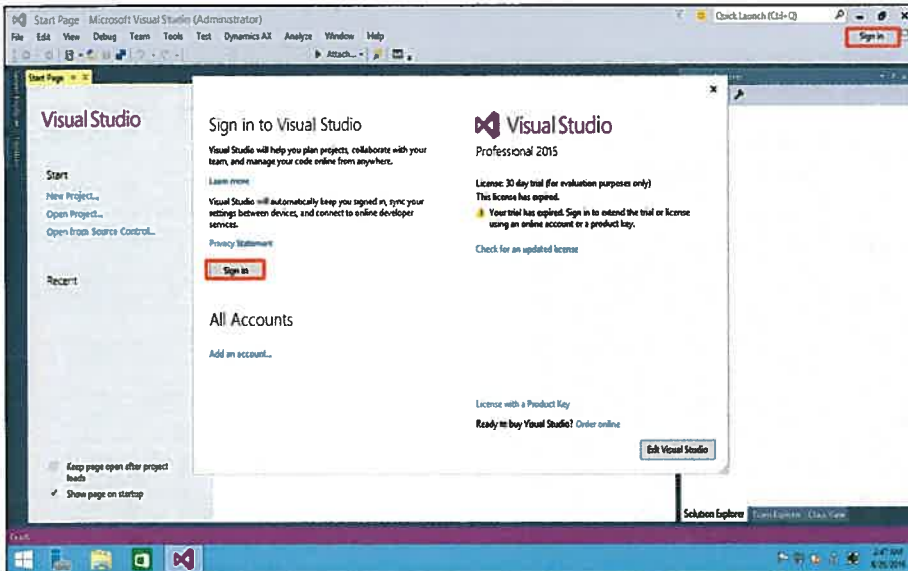 Start Page Microsoft Visual Studio (Administrator)
Quick Launch (Ctrl+Q)
File Edit View Debug Team Tools Test Dynamics AX Analyze Window Help
Sign in
Attach...
Start Page
Visual Studio
Start
New Project...
Open Project...
Open from Source Control...
Recent
Keep page open after project
loads
Show page on startup
Sign in to Visual Studio
Visual Studio will help you plan projects, collaborate with your
team, and manage your code online from anywhere.
Learn more
Visual Studio will automatically keep you signed in, sync your
settings between devices, and connect to online developer
services.
Privacy Statement
Sign in
All Accounts
Add an account...
Visual Studio
Professional 2015
License: 30 day trial (for evaluation purposes only)
This license has expired.
Your trial has expired. Sign in to extend the trial or license
using an online account or a product key.
Check for an updated license
License with a Product Key
Ready to buy Visual Studio? Order online
Exit Visual Studio
Solution Explorer Team Explorer Class View